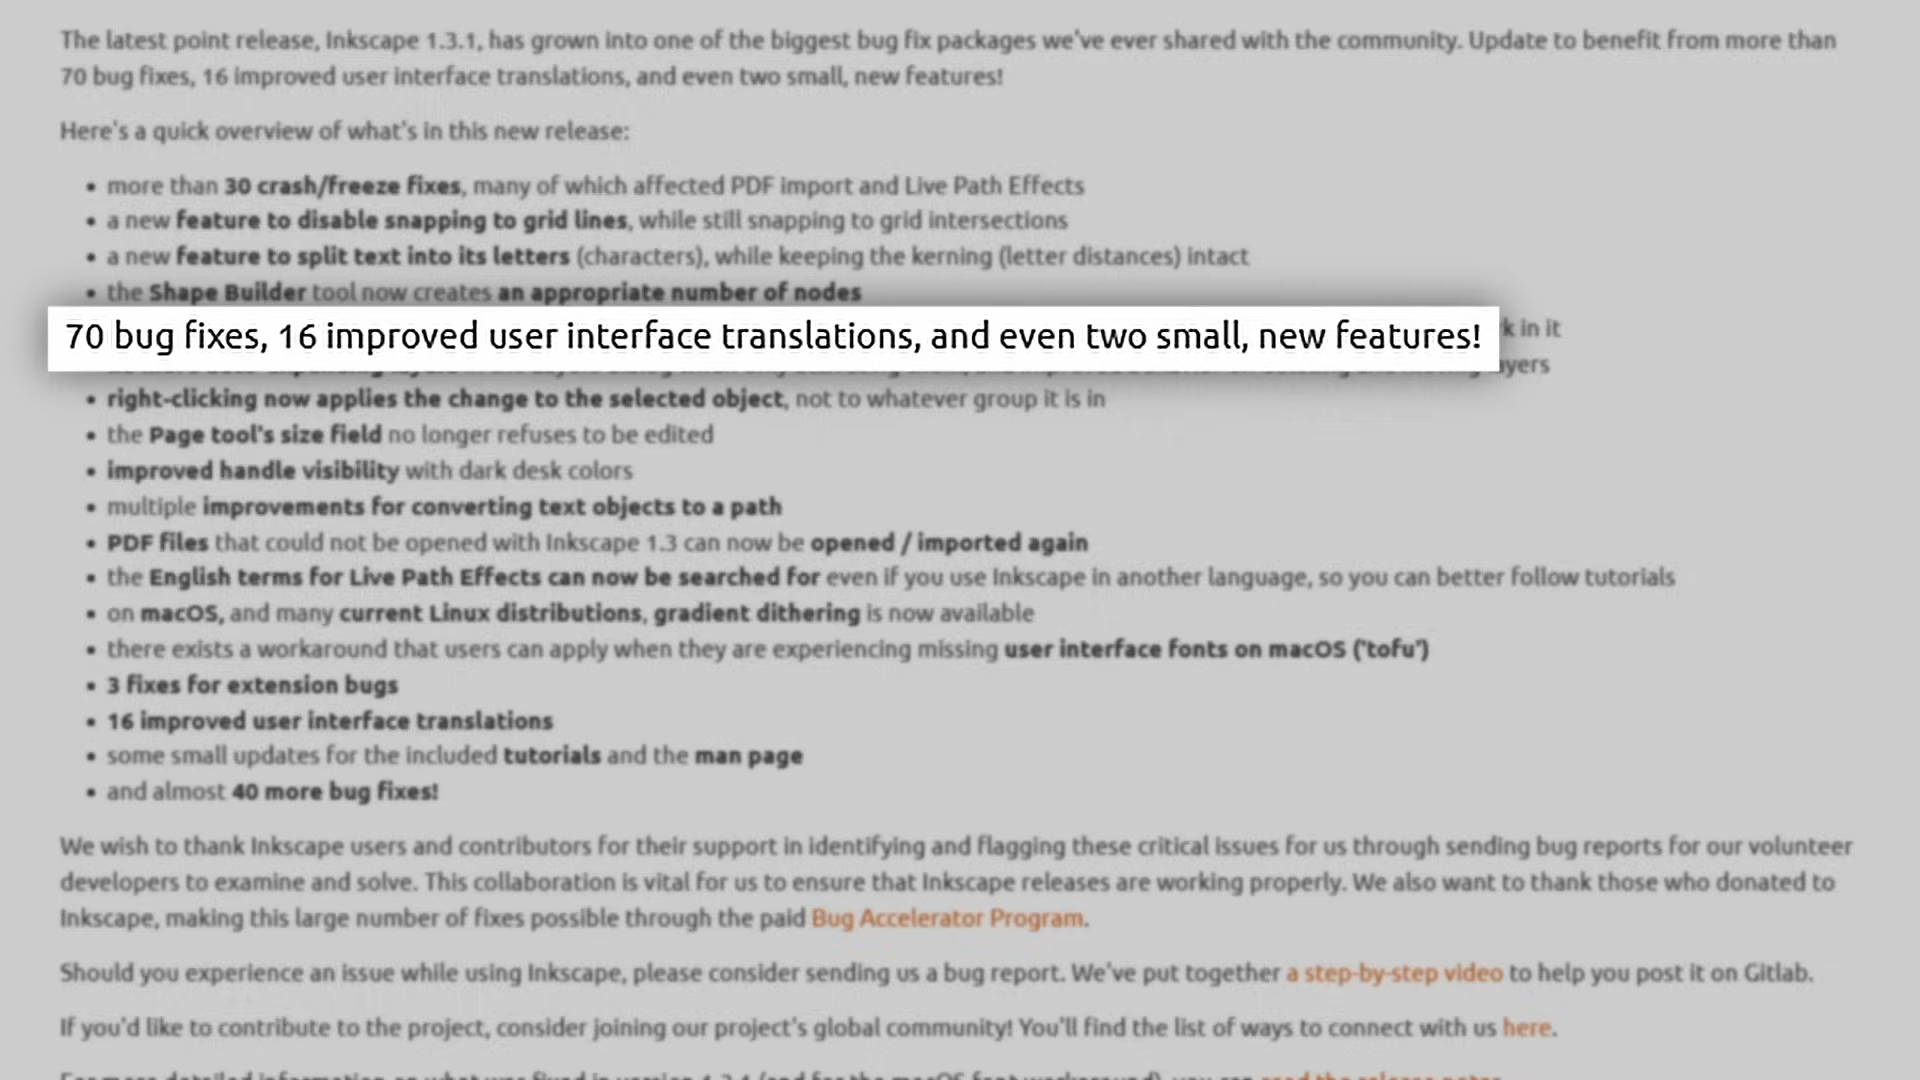 The latest point release, Inkscape 1.3.1, has grown into one of the biggest bug fix packages we've ever shared with the community. Update to benefit from more than
70 bug fixes, 16 improved user interface translations, and even two small, new features!
Here's a quick overview of what's in this new release:
• more than 30 crash/freeze fixes, many of which affected PDF import and Live Path Effects
• a new feature to disable snapping to grid lines, while still snapping to grid intersections
• a new feature to split text into its letters (characters), while keeping the kerning (letter distances) intact
• the Shape Builder tool now creates an appropriate number of nodes
70 bug fixes, 16 improved user interface translations, and even two small, new features!
in it
• right-clicking now applies the change to the selected object, not to whatever group it is in
• the Page tool's size field no longer refuses to be edited
• improved handle visibility with dark desk colors
• multiple improvements for converting text objects to a path
• PDF files that could not be opened with Inkscape 1.3 can now be opened / imported again
• the English terms for Live Path Effects can now be searched for even if you use Inkscape in another language, so you can better follow tutorials
• on macOS, and many current Linux distributions, gradient dithering is now available
• there exists a workaround that users can apply when they are experiencing missing user interface fonts on macOS ('tofu')
• 3 fixes for extension bugs
• 16 improved user interface translations
• some small updates for the included tutorials and the man page
• and almost 40 more bug fixes!
We wish to thank Inkscape users and contributors for their support in identifying and flagging these critical issues for us through sending bug reports for our volunteer
developers to examine and solve. This collaboration is vital for us to ensure that Inkscape releases are working properly. We also want to thank those who donated to
Inkscape, making this large number of fixes possible through the paid Bug Accelerator Program.
Should you experience an issue while using Inkscape, please consider sending us a bug report. We've put together a step-by-step video to help you post it on Gitlab.
If you'd like to contribute to the project, consider joining our project's global community! You'll find the list of ways to connect with us here.